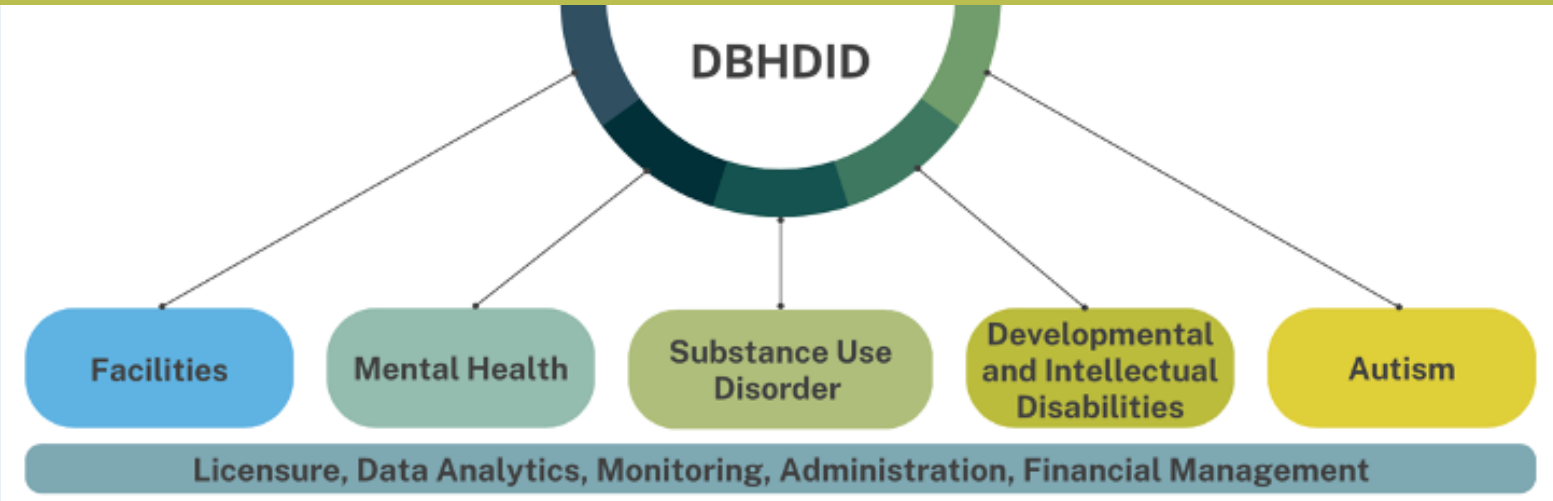 DBHDID
Facilities
Mental Health
Substance Use
Disorder
Developmental
and Intellectual
Disabilities
Autism
Licensure, Data Analytics, Monitoring, Administration, Financial Management